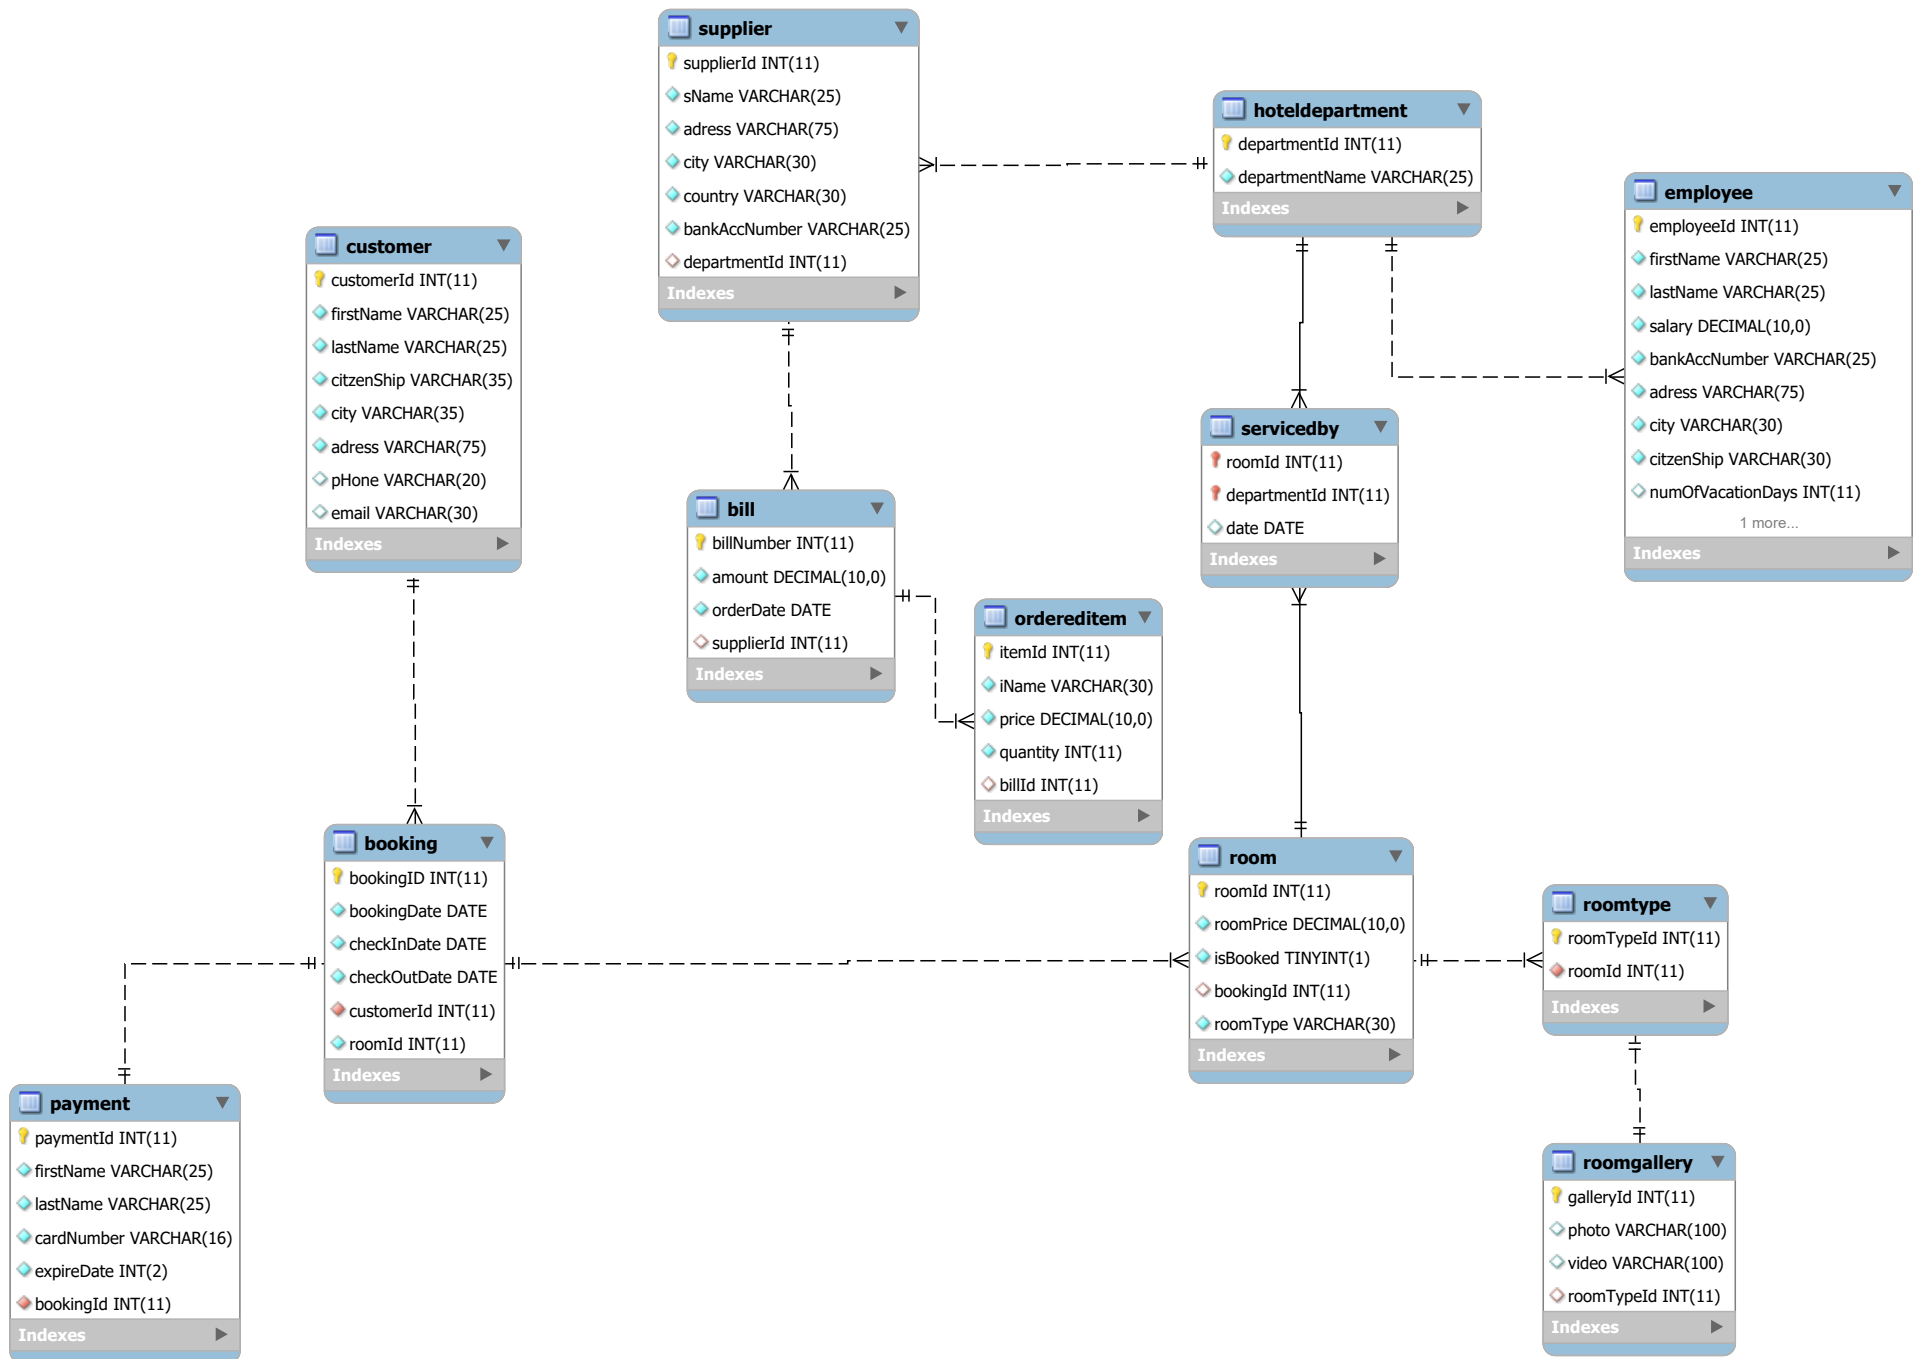 supplier
supplierId INT(11)
sName VARCHAR(25)
adress VARCHAR(75)
city VARCHAR(30)
country VARCHAR(30)
bankAccNumber VARCHAR(25)
departmentId INT(11)
Indexes
hoteldepartment
departmentId INT(11)
departmentName VARCHAR(25)
Indexes
employee
employeeId INT(11)
firstName VARCHAR(25)
lastName VARCHAR(25)
salary DECIMAL(10,0)
bankAccNumber VARCHAR(25)
adress VARCHAR(75)
city VARCHAR(30)
citzenShip VARCHAR(30)
numOfVacationDays INT(11)
1 more...
Indexes
customer
customerId INT(11)
firstName VARCHAR(25)
lastName VARCHAR(25)
citzenShip VARCHAR(35)
city VARCHAR(35)
adress VARCHAR(75)
pHone VARCHAR(20)
email VARCHAR(30)
Indexes
servicedby
roomId INT(11)
departmentId INT(11)
date DATE
Indexes
bill
billNumber INT(11)
amount DECIMAL(10,0)
orderDate DATE
supplierId INT(11)
Indexes
ordereditem
itemId INT(11)
iName VARCHAR(30)
price DECIMAL(10,0)
quantity INT(11)
billId INT(11)
Indexes
booking
bookingID INT(11)
bookingDate DATE
checkInDate DATE
checkOutDate DATE
customerId INT(11)
roomId INT(11)
Indexes
room
roomId INT(11)
roomPrice DECIMAL(10,0)
isBooked TINYINT(1)
bookingId INT(11)
roomType VARCHAR(30)
Indexes
roomtype
roomTypeId INT(11)
roomId INT(11)
Indexes
payment
paymentId INT(11)
firstName VARCHAR(25)
lastName VARCHAR(25)
cardNumber VARCHAR(16)
expireDate INT(2)
bookingId INT(11)
Indexes
roomgallery
galleryId INT(11)
photo VARCHAR(100)
video VARCHAR(100)
roomTypeId INT(11)
Indexes